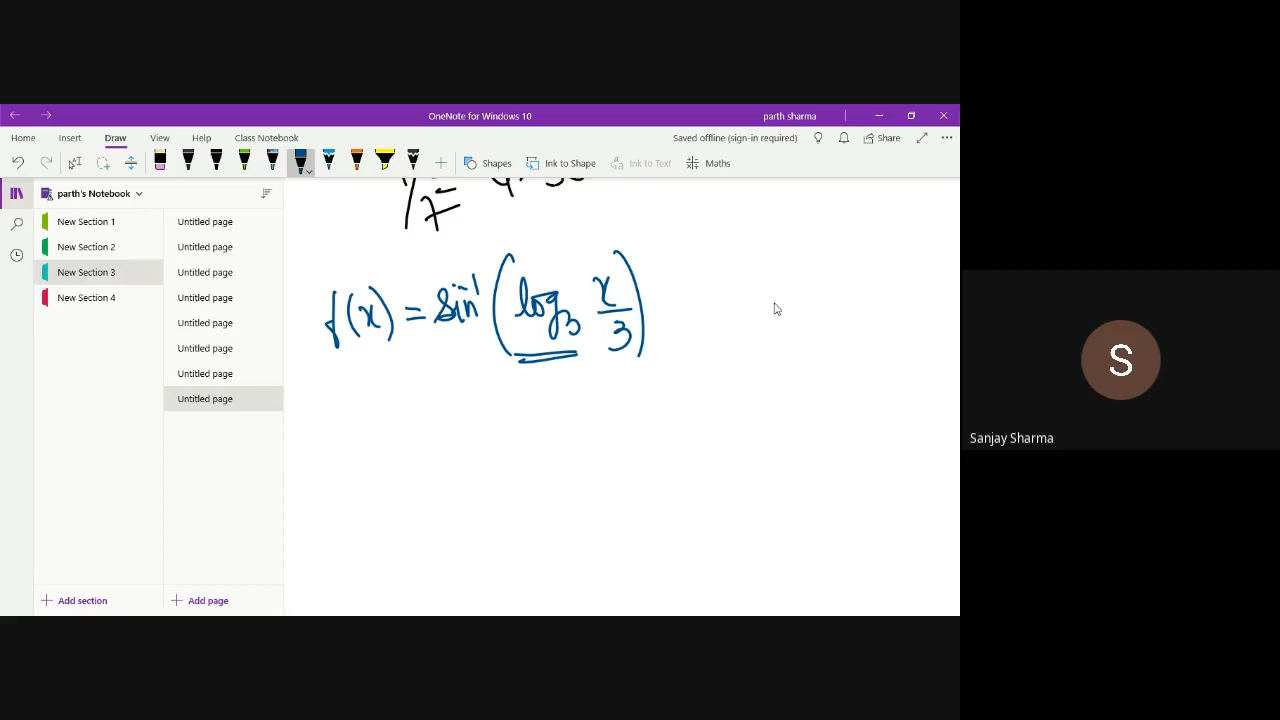 OneNote for Windows 10
parth sharma
Home Insert Draw View Help Class Notebook
Saved offline (sign-in required)
Share
Shapes
Ink to Shape
Ink to Text
Maths
parth's Notebook
New Section 1
New Section 2
New Section 3
New Section 4
Untitled page
Untitled page
Untitled page
Untitled page
Untitled page
Untitled page
Untitled page
Untitled page
f(x) = sin⁻¹ (log₃ x/3)
Add section
Add page
S
Sanjay Sharma